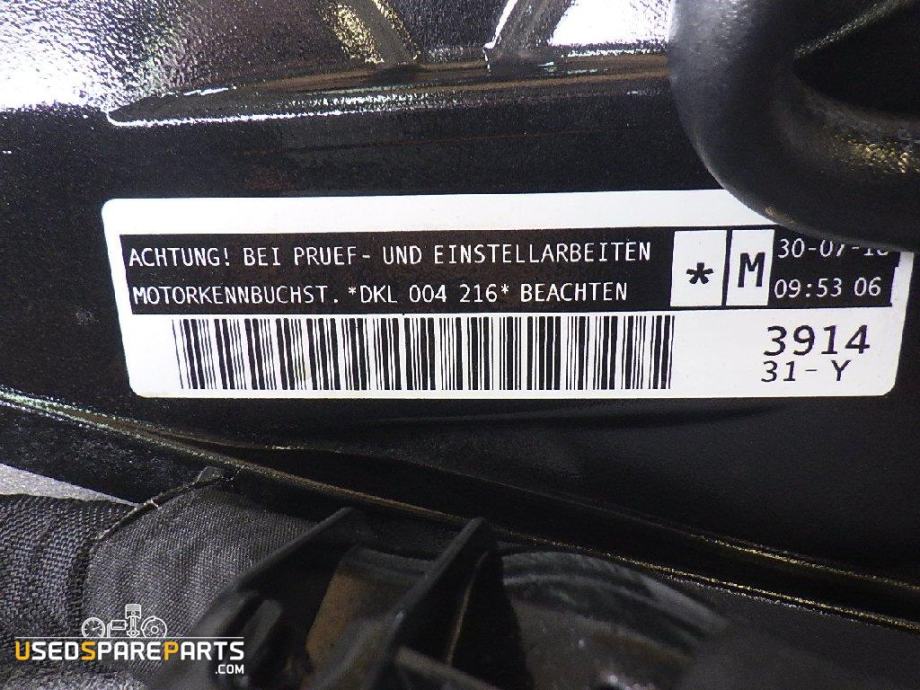 ACHTUNG! BEI PRUEF- UND EINSTELLARBEITEN
MOTORKENNBUCHST. *DKL 004 216* BEACHTEN
* M
09:53 06
3914
31-Y
USEDSPAREPARTS
.COM